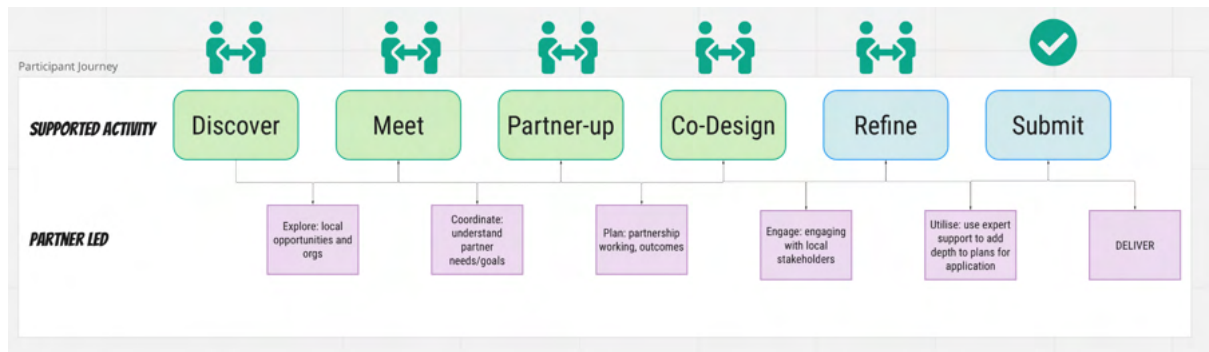 Participant Journey
SUPPORTED ACTIVITY
Discover
Meet
Partner-up
Co-Design
Refine
Submit
PARTNER LED
Explore: local
opportunities and
orgs
Coordinate:
understand
partner
needs/goals
Plan: partnership
working, outcomes
Engage: engaging
with local
stakeholders
Utilise: use expert
support to add
depth to plans for
application
DELIVER